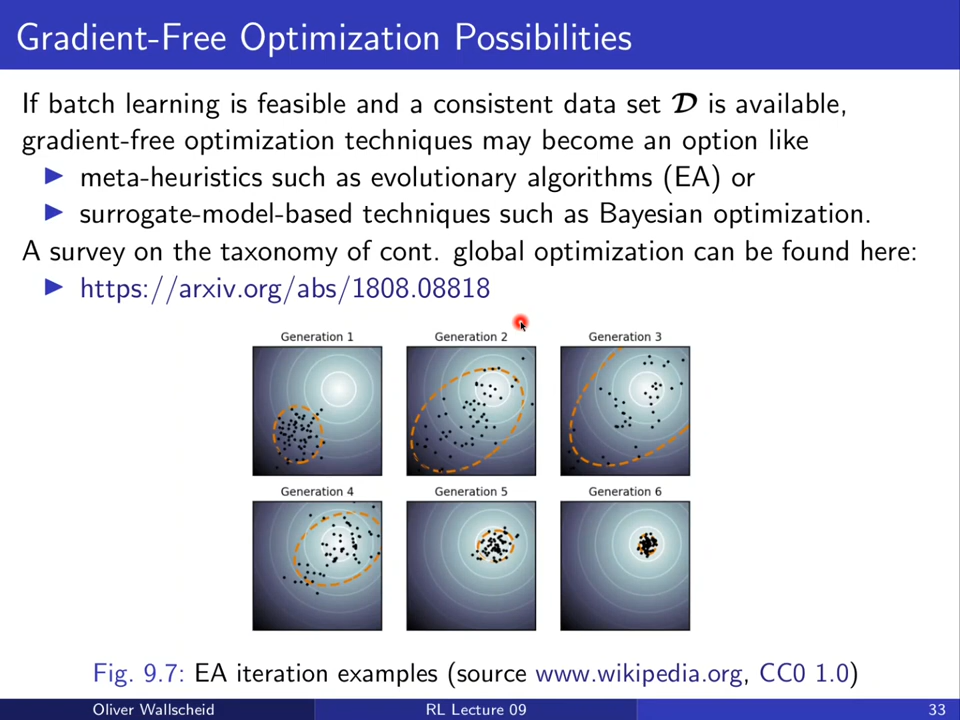 Gradient-Free Optimization Possibilities
If batch learning is feasible and a consistent data set 𝓓 is available,
gradient-free optimization techniques may become an option like
▶ meta-heuristics such as evolutionary algorithms (EA) or
▶ surrogate-model-based techniques such as Bayesian optimization.
A survey on the taxonomy of cont. global optimization can be found here:
▶ https://arxiv.org/abs/1808.08818
Generation 1 Generation 2 Generation 3
Generation 4 Generation 5 Generation 6
Fig. 9.7: EA iteration examples (source www.wikipedia.org, CC0 1.0)
Oliver Wallscheid RL Lecture 09 33